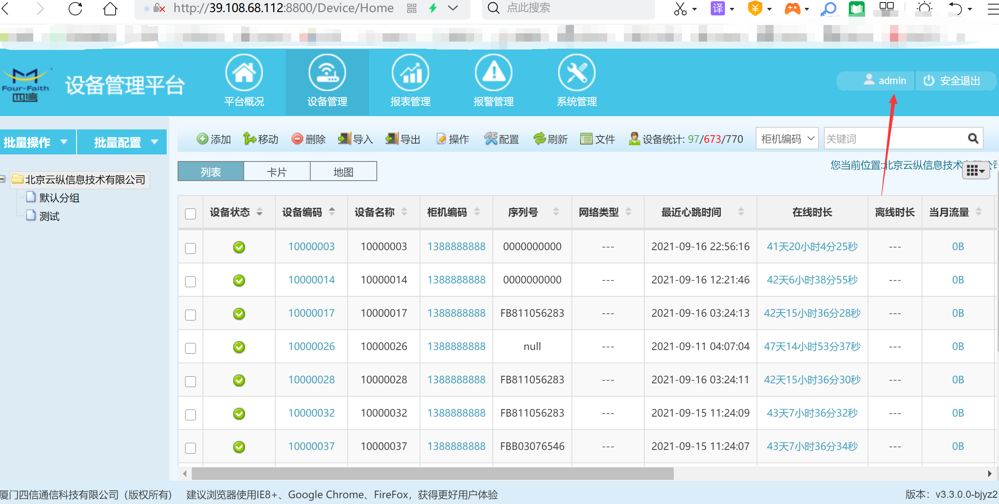 http://39.108.68.112:8800/Device/Home
点此搜索
译
Four-Faith
四信
设备管理平台
平台概况 设备管理 报表管理 报警管理 系统管理
admin 安全退出
批量操作 批量配置
添加 移动 删除 导入 导出 操作 配置 刷新 文件 设备统计: 97/673/770 柜机编码 关键词
列表 卡片 地图
您当前位置:北京云纵信息技术
北京云纵信息技术有限公司
默认分组
测试
设备状态 设备编码 设备名称 柜机编码 序列号 网络类型 最近心跳时间 在线时长 离线时长 当月流量
10000003 10000003 1388888888 0000000000 --- 2021-09-16 22:56:16 41天20小时4分25秒 --- 0B
10000014 10000014 1388888888 0000000000 --- 2021-09-16 12:21:46 42天6小时38分55秒 --- 0B
10000017 10000017 1388888888 FB811056283 --- 2021-09-16 03:24:13 42天15小时36分28秒 --- 0B
10000026 10000026 1388888888 null --- 2021-09-11 04:07:04 47天14小时53分37秒 --- 0B
10000028 10000028 1388888888 FB811056283 --- 2021-09-16 03:24:11 42天15小时36分30秒 --- 0B
10000032 10000032 1388888888 FB811056283 --- 2021-09-15 11:24:09 43天7小时36分32秒 --- 0B
10000037 10000037 1388888888 FBB03076546 --- 2021-09-15 11:24:07 43天7小时36分34秒 --- 0B
厦门四信通信科技有限公司（版权所有） 建议浏览器使用IE8+、Google Chrome、FireFox，获得更好用户体验
版本：v3.3.0.0-bjyz2